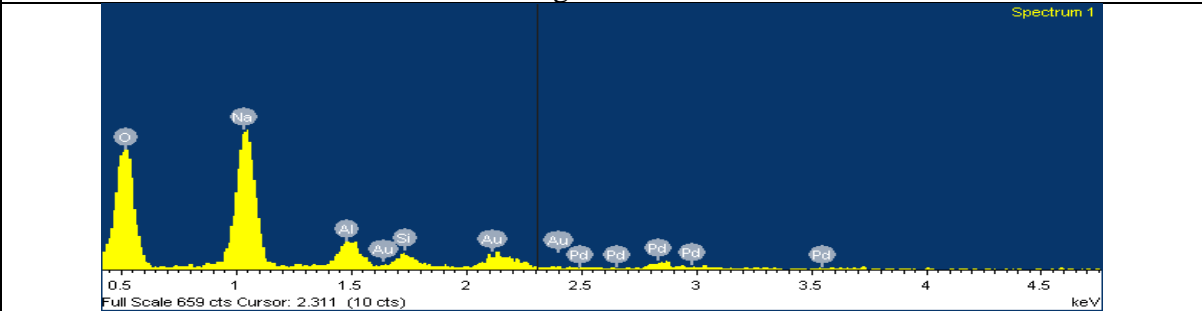 Spectrum 1
O Na Al Au Si Au Au Pd Pd Pd Pd Pd
0.5 1 1.5 2 2.5 3 3.5 4 4.5
Full Scale 659 cts Cursor: 2.311 (10 cts) keV